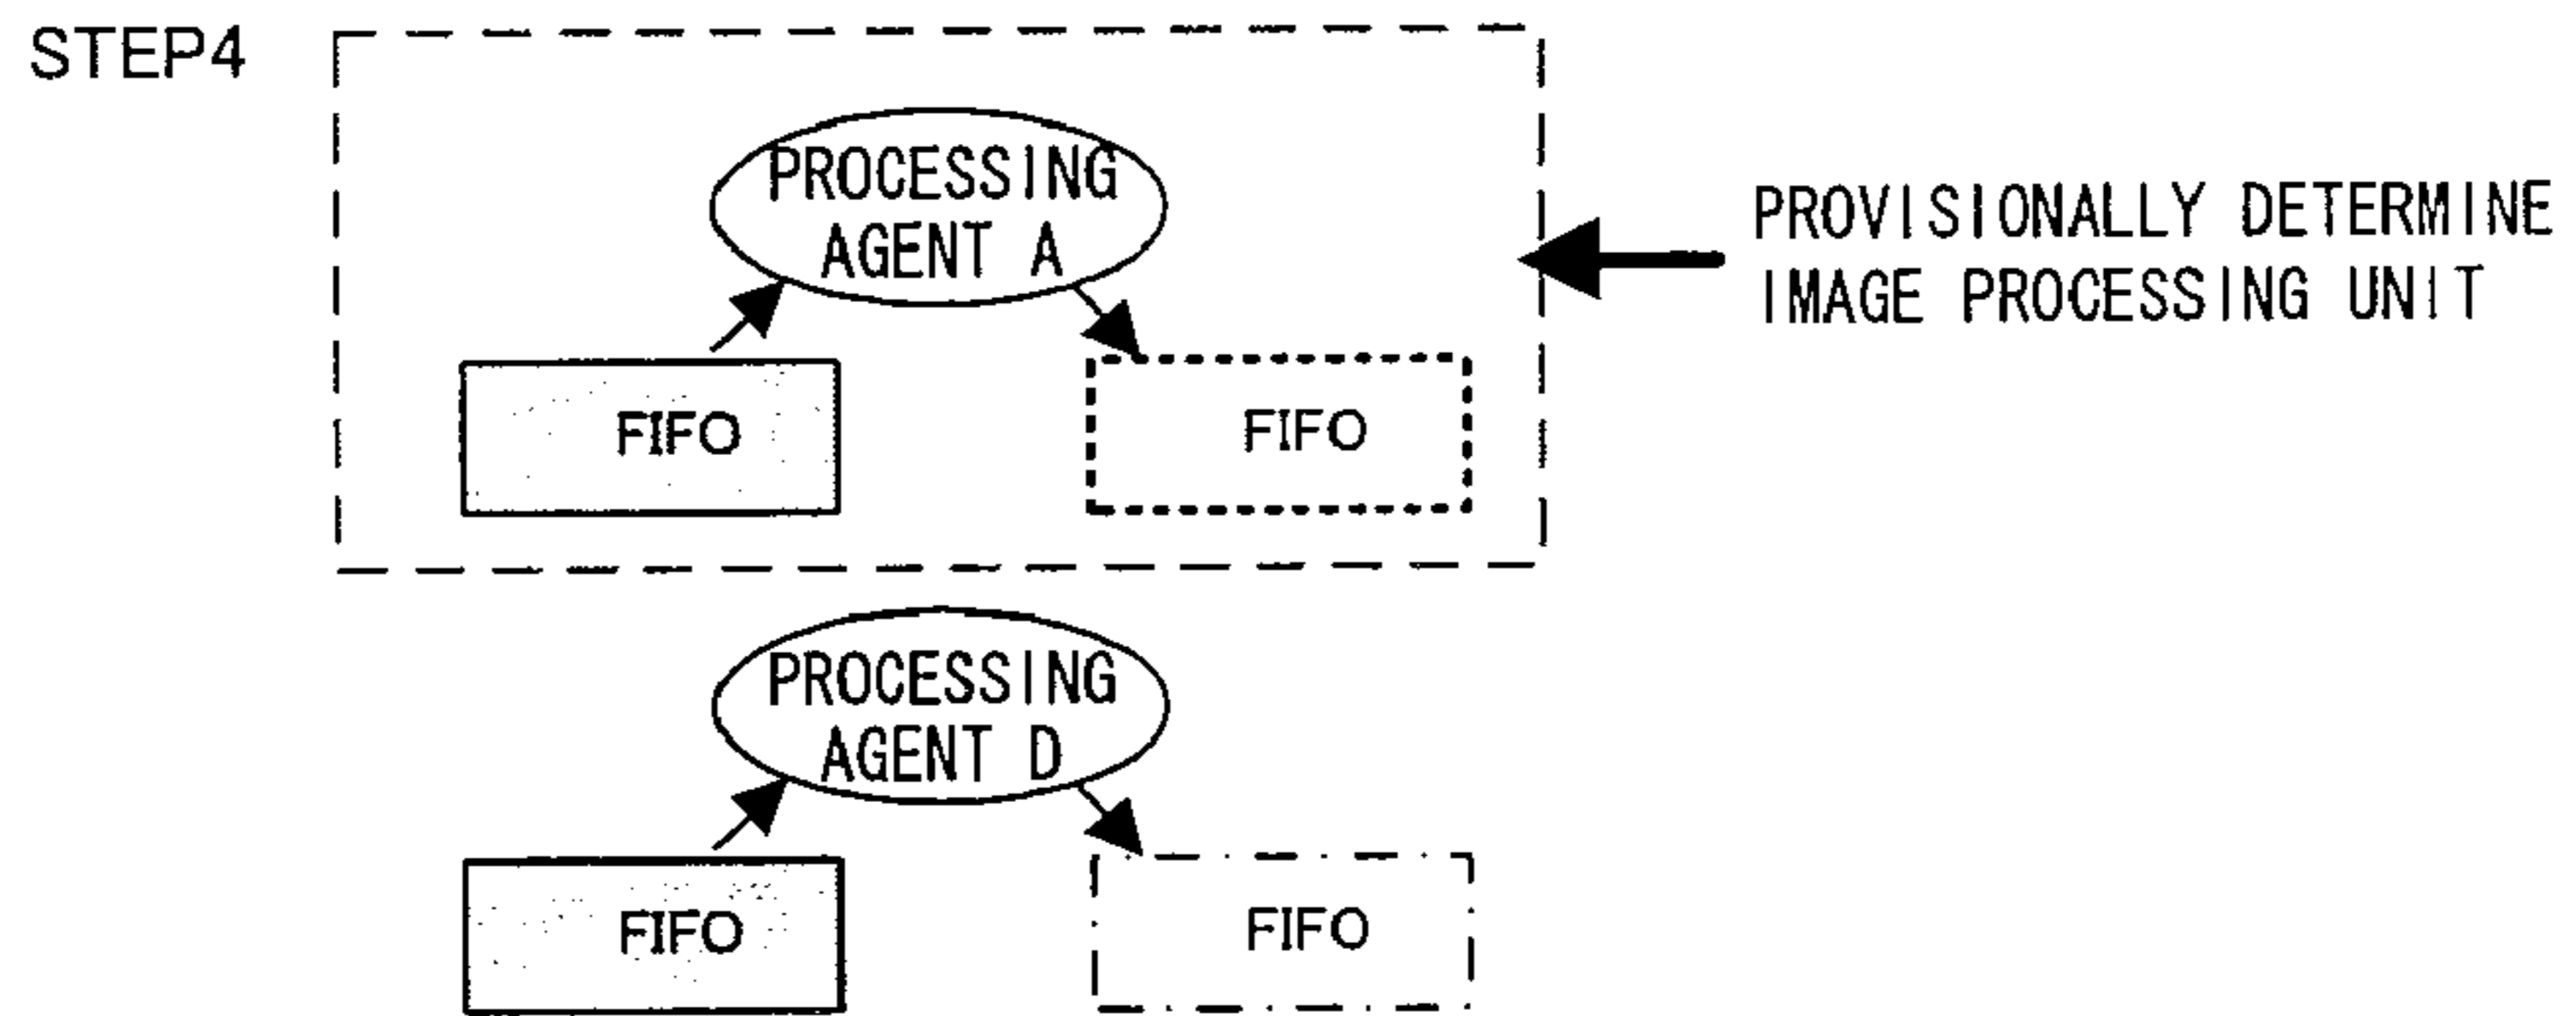 STEP4
PROCESSING
AGENT A
PROVISIONALLY DETERMINE
IMAGE PROCESSING UNIT
FIFO
FIFO
PROCESSING
AGENT D
FIFO
FIFO